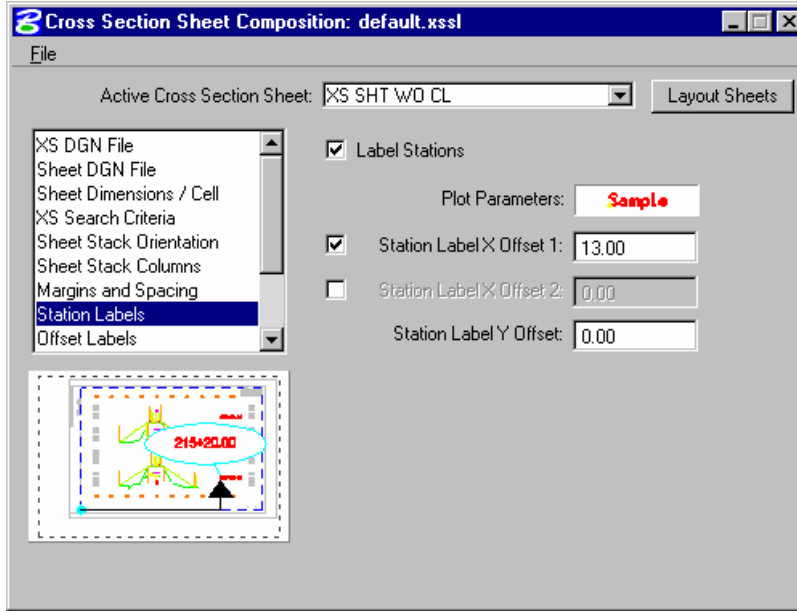 Cross Section Sheet Composition: default.xssl
File
Active Cross Section Sheet: XS SHT WO CL Layout Sheets
XS DGN File
Sheet DGN File
Sheet Dimensions / Cell
XS Search Criteria
Sheet Stack Orientation
Sheet Stack Columns
Margins and Spacing
Station Labels
Offset Labels
Label Stations
Plot Parameters: Sample
Station Label X Offset 1: 13.00
Station Label X Offset 2: 0.00
Station Label Y Offset: 0.00
215+20.00